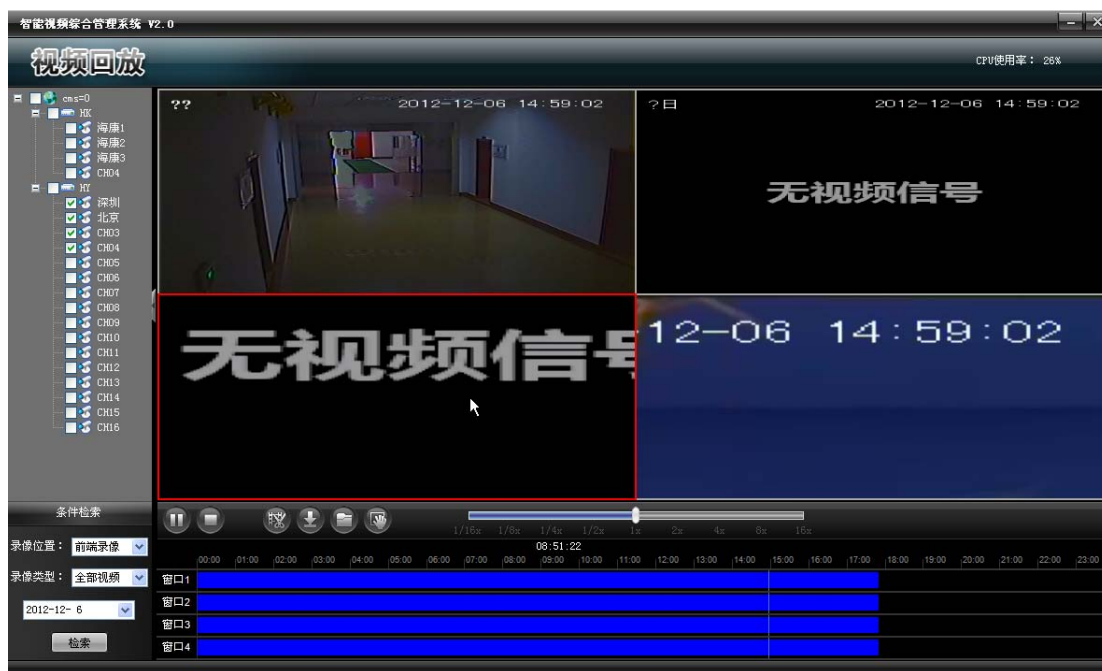 智能视频综合管理系统 V2.0
视频回放
CPU使用率： 26%
cms=0
HK
海康1
海康2
海康3
CH04
HY
深圳
北京
CH03
CH04
CH05
CH06
CH07
CH08
CH09
CH10
CH11
CH12
CH13
CH14
CH15
CH16
?? 2012-12-06 14:59:02
?日 2012-12-06 14:59:02
无视频信号
无视频信号
12-06 14:59:02
条件检索
录像位置： 前端录像
录像类型： 全部视频
2012-12- 6
检索
1/16x 1/8x 1/4x 1/2x 1x 2x 4x 8x 16x
08:51:22
00:00 01:00 02:00 03:00 04:00 05:00 06:00 07:00 08:00 09:00 10:00 11:00 12:00 13:00 14:00 15:00 16:00 17:00 18:00 19:00 20:00 21:00 22:00 23:00
窗口1
窗口2
窗口3
窗口4